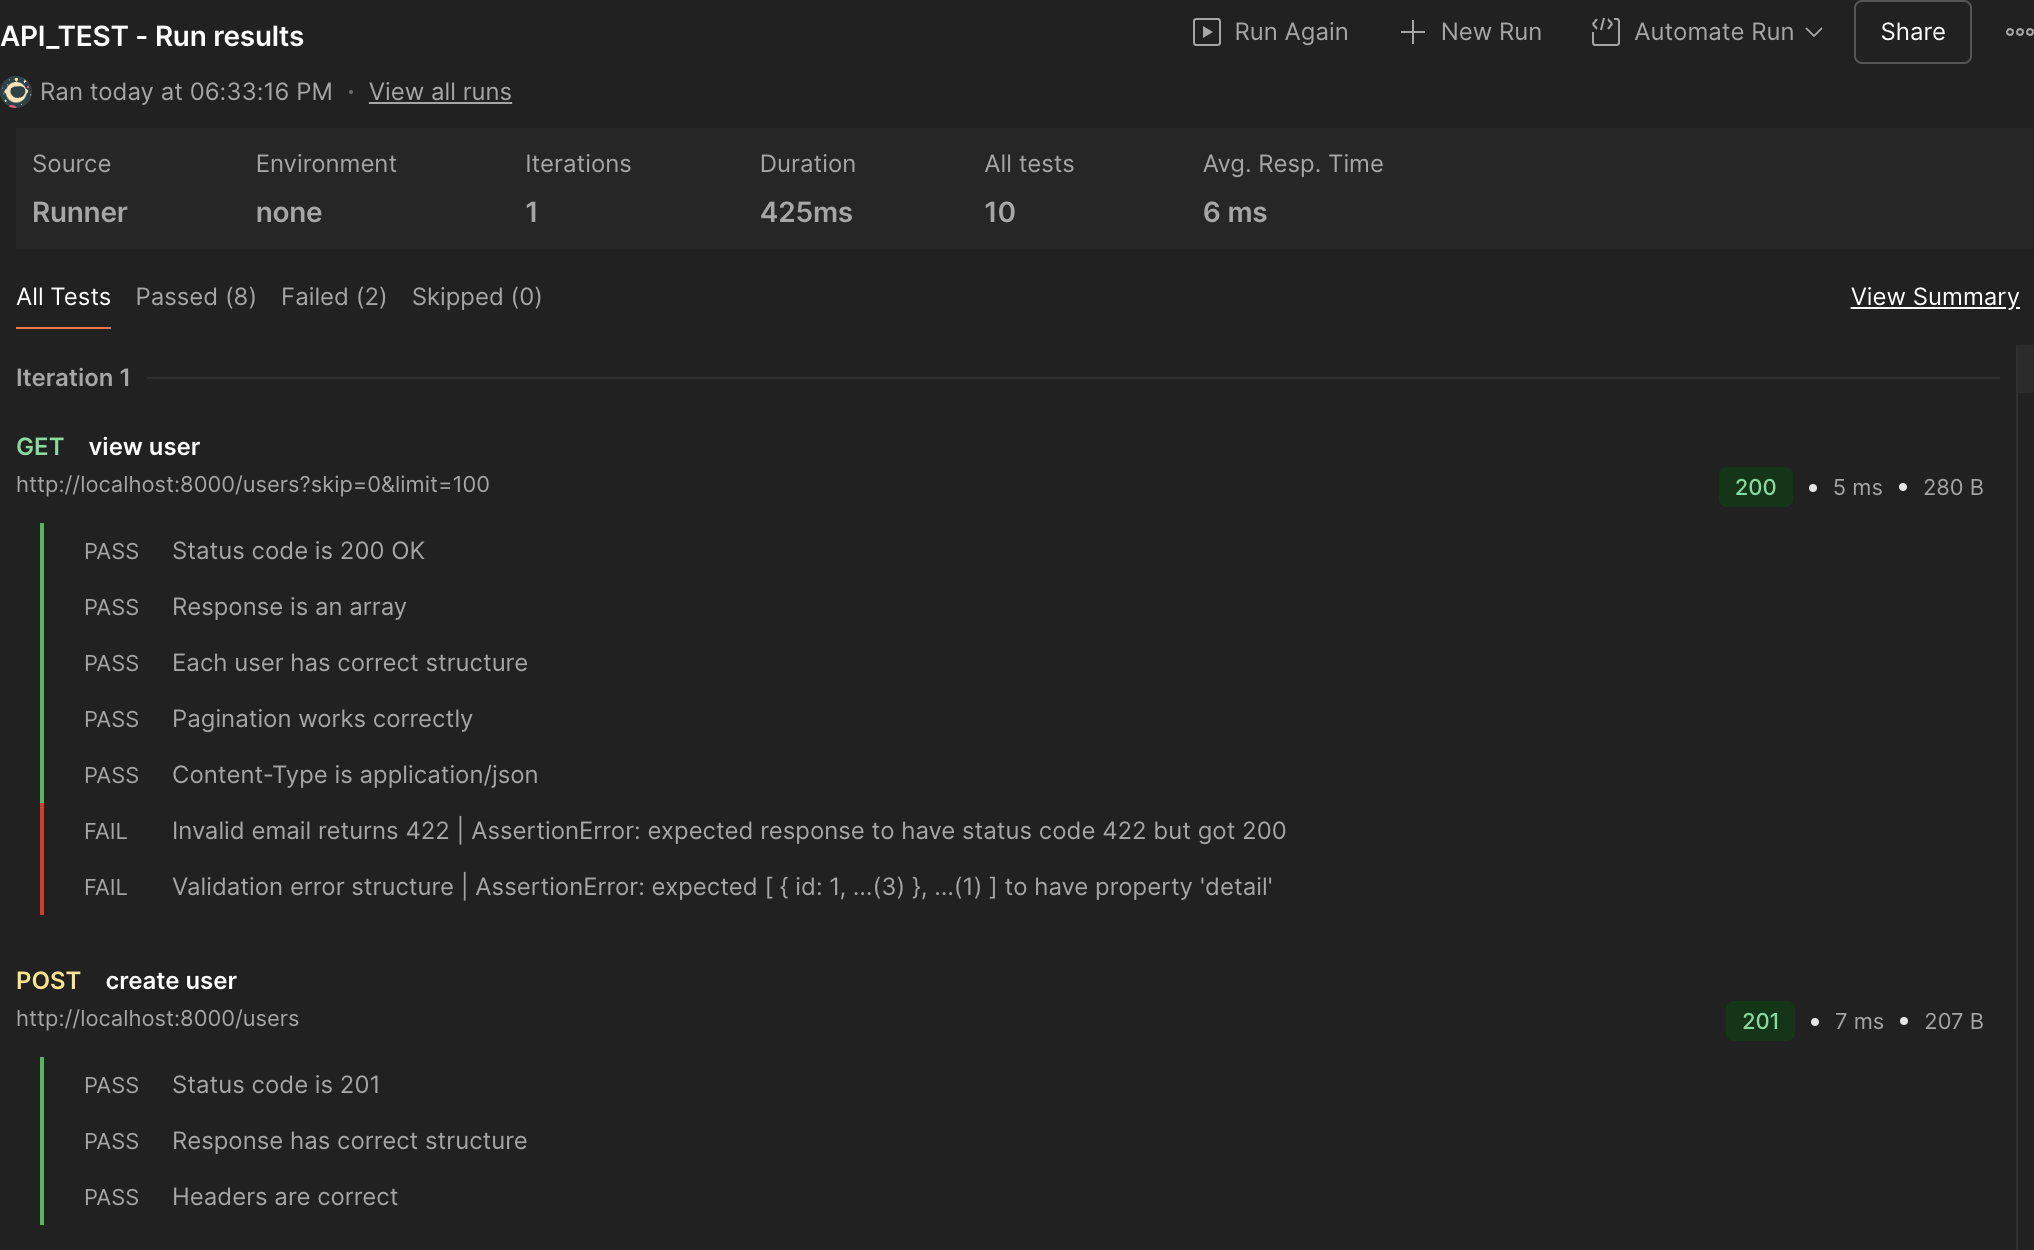 API_TEST - Run results
Run Again
New Run
Automate Run
Share
Ran today at 06:33:16 PM · View all runs
Source Environment Iterations Duration All tests Avg. Resp. Time
Runner none 1 425ms 10 6 ms
All Tests Passed (8) Failed (2) Skipped (0) View Summary
Iteration 1
GET view user
http://localhost:8000/users?skip=0&limit=100
200 • 5 ms • 280 B
PASS Status code is 200 OK
PASS Response is an array
PASS Each user has correct structure
PASS Pagination works correctly
PASS Content-Type is application/json
FAIL Invalid email returns 422 | AssertionError: expected response to have status code 422 but got 200
FAIL Validation error structure | AssertionError: expected [ { id: 1, …(3) }, …(1) ] to have property 'detail'
POST create user
http://localhost:8000/users
201 • 7 ms • 207 B
PASS Status code is 201
PASS Response has correct structure
PASS Headers are correct